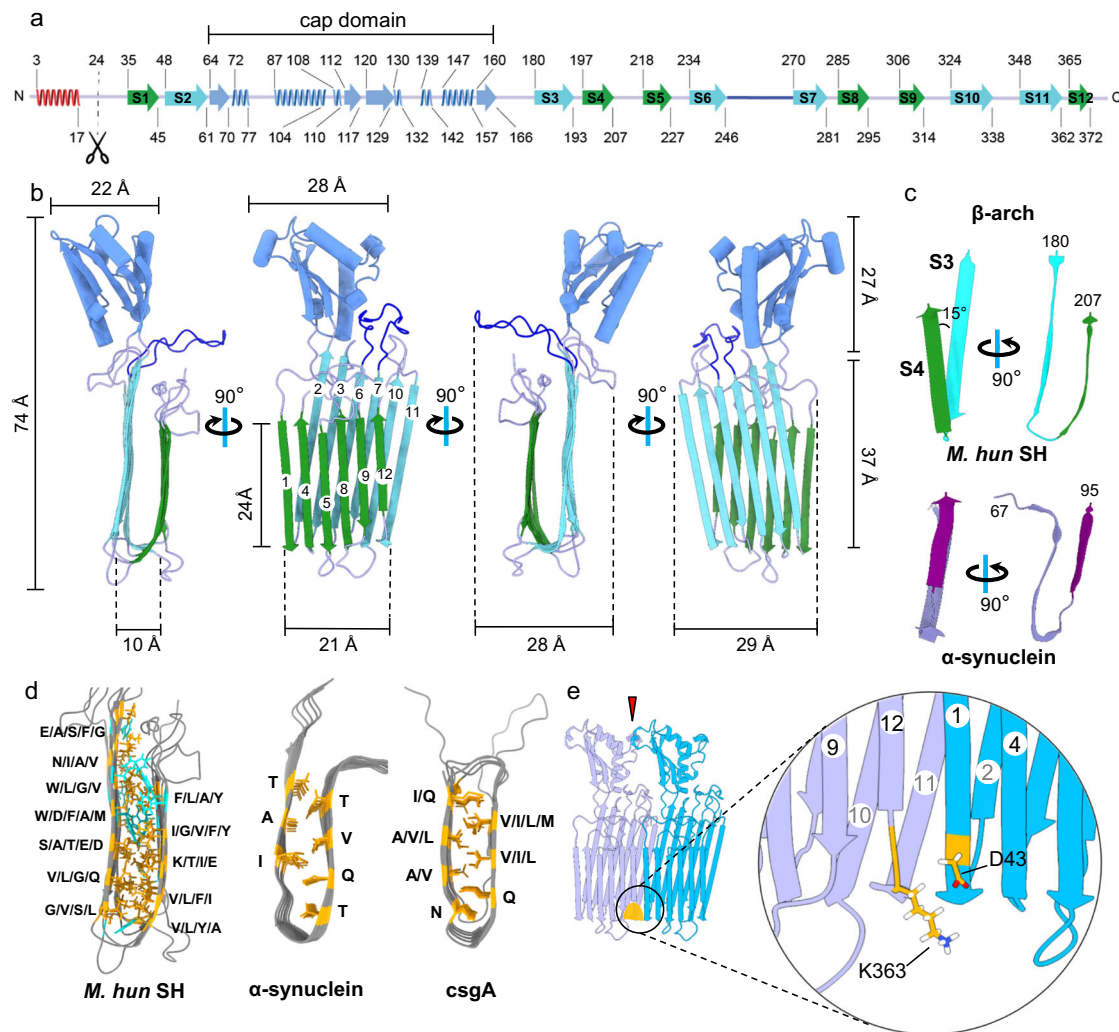 a
cap domain
3 24 35 48 64 72 87 108 112 120 130 139 147 160 180 197 218 234 270 285 306 324 348 365
N S1 S2 S3 S4 S5 S6 S7 S8 S9 S10 S11 S12 C
17 45 61 70 77 104 110 117 129 132 142 157 166 193 207 227 246 281 295 314 338 362 372
b
22 Å
28 Å
74 Å
27 Å
90°
90°
90°
2 3 6 7 10 11
1 4 5 8 9 12
24Å
37 Å
10 Å
21 Å
28 Å
29 Å
c
β-arch
S3
180
207
15°
S4
90°
M. hun SH
67
95
90°
α-synuclein
d
E/A/S/F/G
N/I/A/V
W/L/G/V
W/D/F/A/M
S/A/T/E/D
V/L/G/Q
G/V/S/L
F/L/A/Y
I/G/V/F/Y
K/T/I/E
V/L/F/I
V/L/Y/A
M. hun SH
T
A
I
T
V
Q
T
α-synuclein
I/Q
A/V/L
A/V
N
V/I/L/M
V/I/L
Q
csgA
e
9 12 1 4
10 11 2
D43
K363